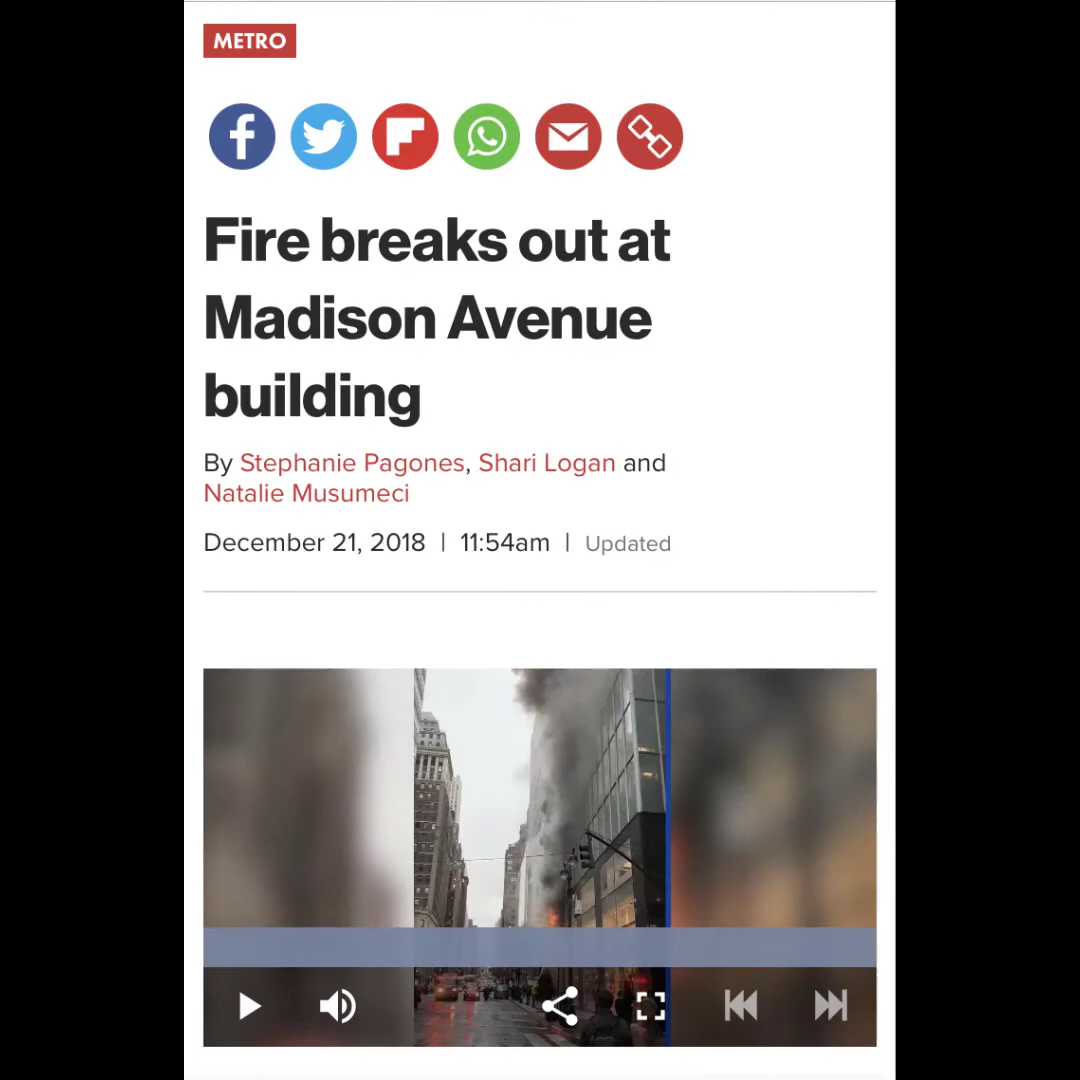 METRO
Fire breaks out at
Madison Avenue
building
By Stephanie Pagones, Shari Logan and
Natalie Musumeci
December 21, 2018 | 11:54am | Updated